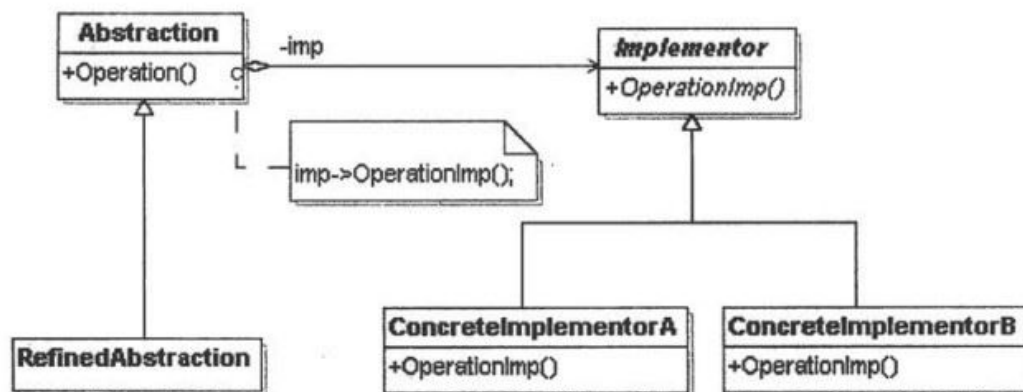 Abstraction
+Operation()
-imp
Implementor
+OperationImp()
imp->OperationImp();
RefinedAbstraction
ConcreteImplementorA
+OperationImp()
ConcreteImplementorB
+OperationImp()